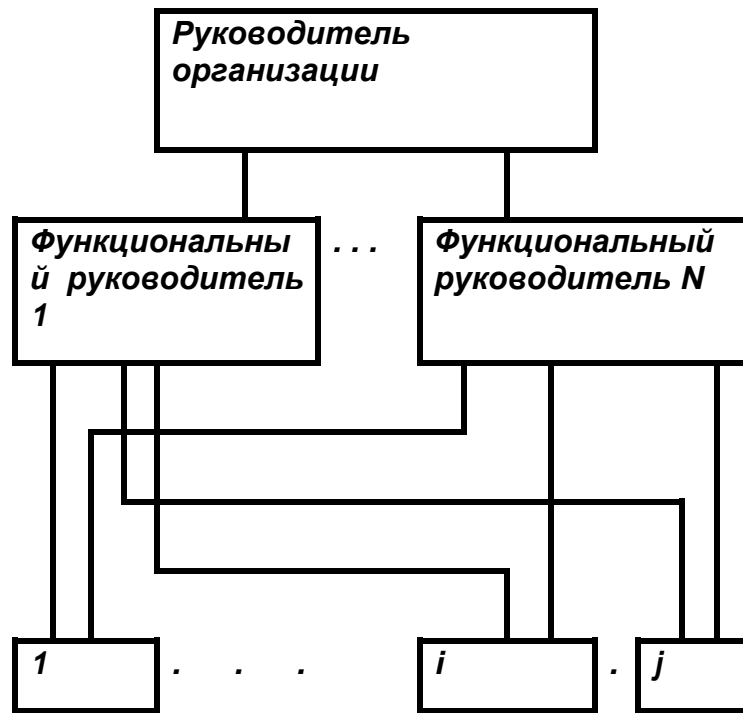 Руководитель
организации
Функциональны
й руководитель
1
. . .
Функциональный
руководитель N
1
. . .
i
.
j